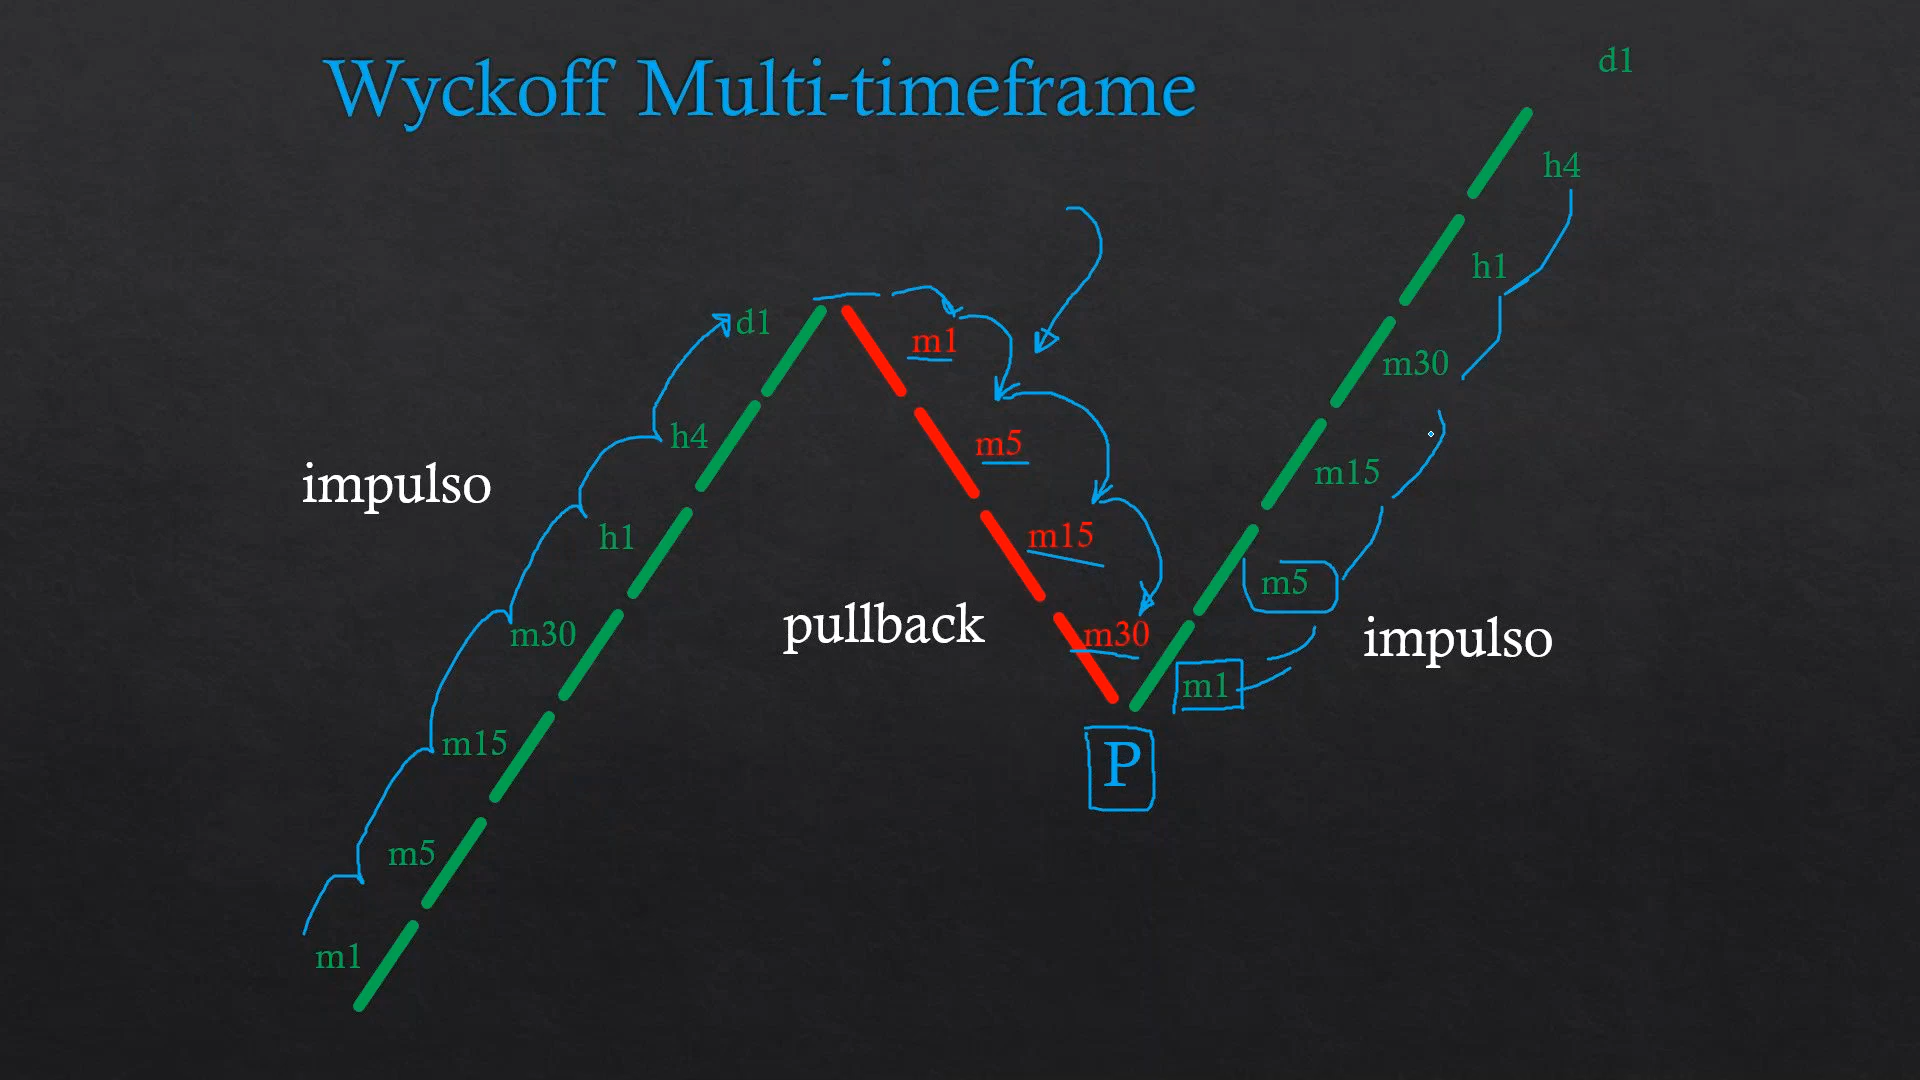 Wyckoff Multi-timeframe
d1
h4
h1
m30
m15
m5
m1
impulso
d1
h4
h1
m30
m15
m5
m1
impulso
m1
m5
m15
m30
pullback
P